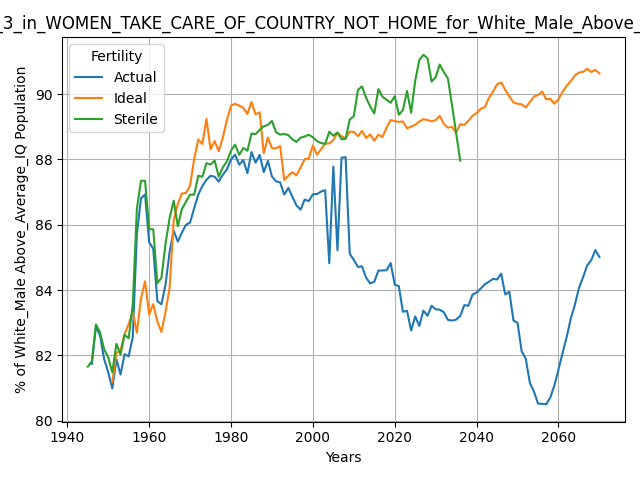 _3_in_WOMEN_TAKE_CARE_OF_COUNTRY_NOT_HOME_for_White_Male_Above_
Fertility
Actual
Ideal
Sterile
% of White_Male Above_Average_IQ Population
90
88
86
84
82
80
1940
1960
1980
2000
2020
2040
2060
Years